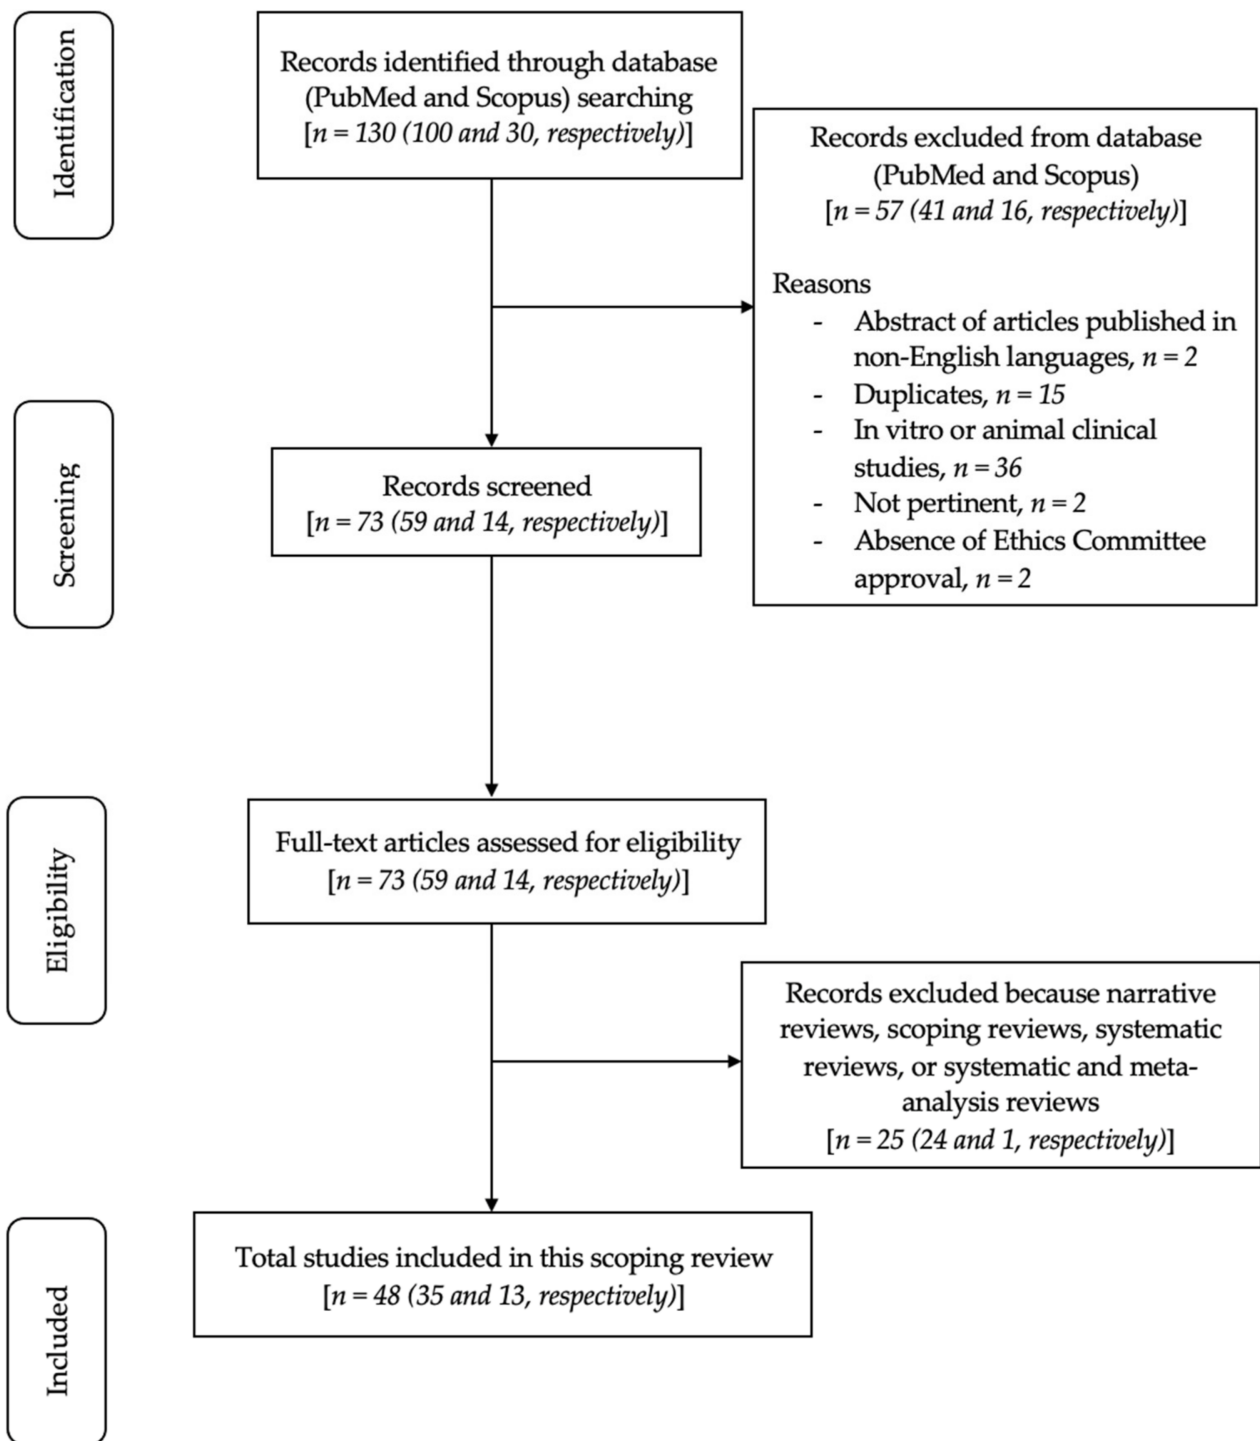 Identification
Records identified through database
(PubMed and Scopus) searching
[n = 130 (100 and 30, respectively)]
Records excluded from database
(PubMed and Scopus)
[n = 57 (41 and 16, respectively)]
Reasons
- Abstract of articles published in
non-English languages, n = 2
- Duplicates, n = 15
- In vitro or animal clinical
studies, n = 36
- Not pertinent, n = 2
- Absence of Ethics Committee
approval, n = 2
Screening
Records screened
[n = 73 (59 and 14, respectively)]
Eligibility
Full-text articles assessed for eligibility
[n = 73 (59 and 14, respectively)]
Records excluded because narrative
reviews, scoping reviews, systematic
reviews, or systematic and meta-
analysis reviews
[n = 25 (24 and 1, respectively)]
Included
Total studies included in this scoping review
[n = 48 (35 and 13, respectively)]